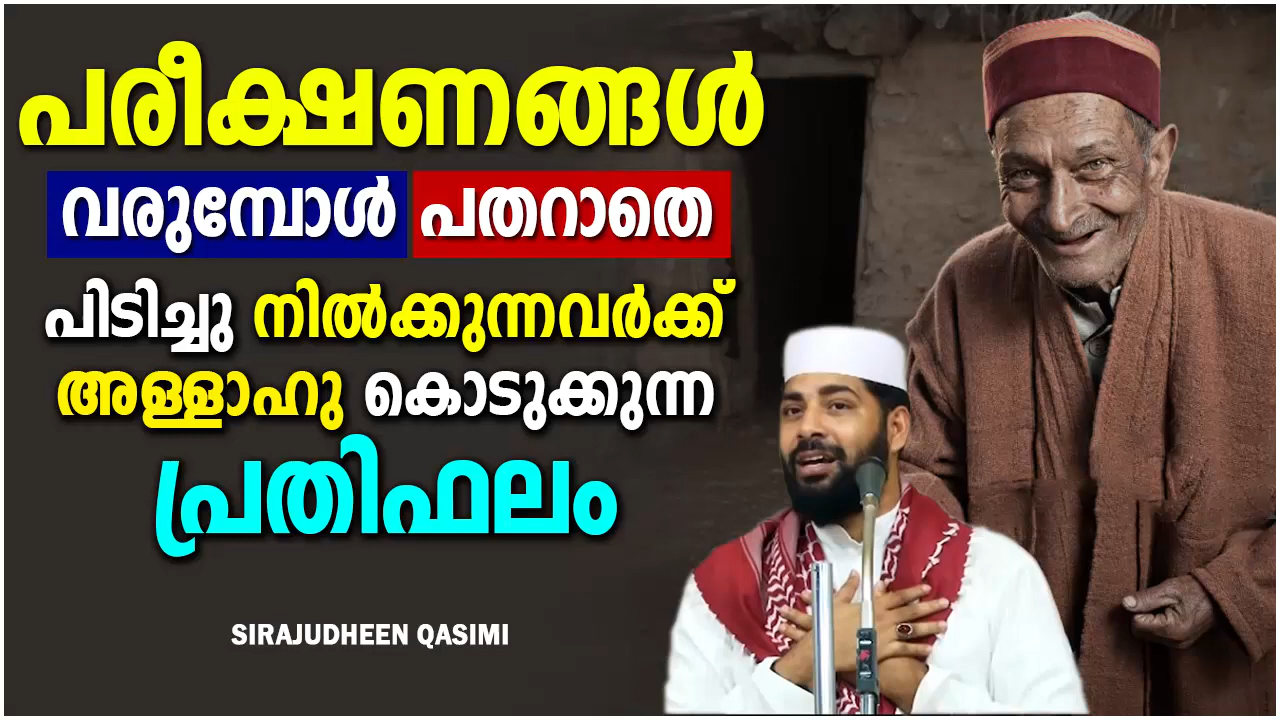 പരീക്ഷണങ്ങൾ
വരുമ്പോൾ പതറാതെ
പിടിച്ചു നിൽക്കുന്നവർക്ക്
അള്ളാഹു കൊടുക്കുന്ന
പ്രതിഫലം
SIRAJUDHEEN QASIMI